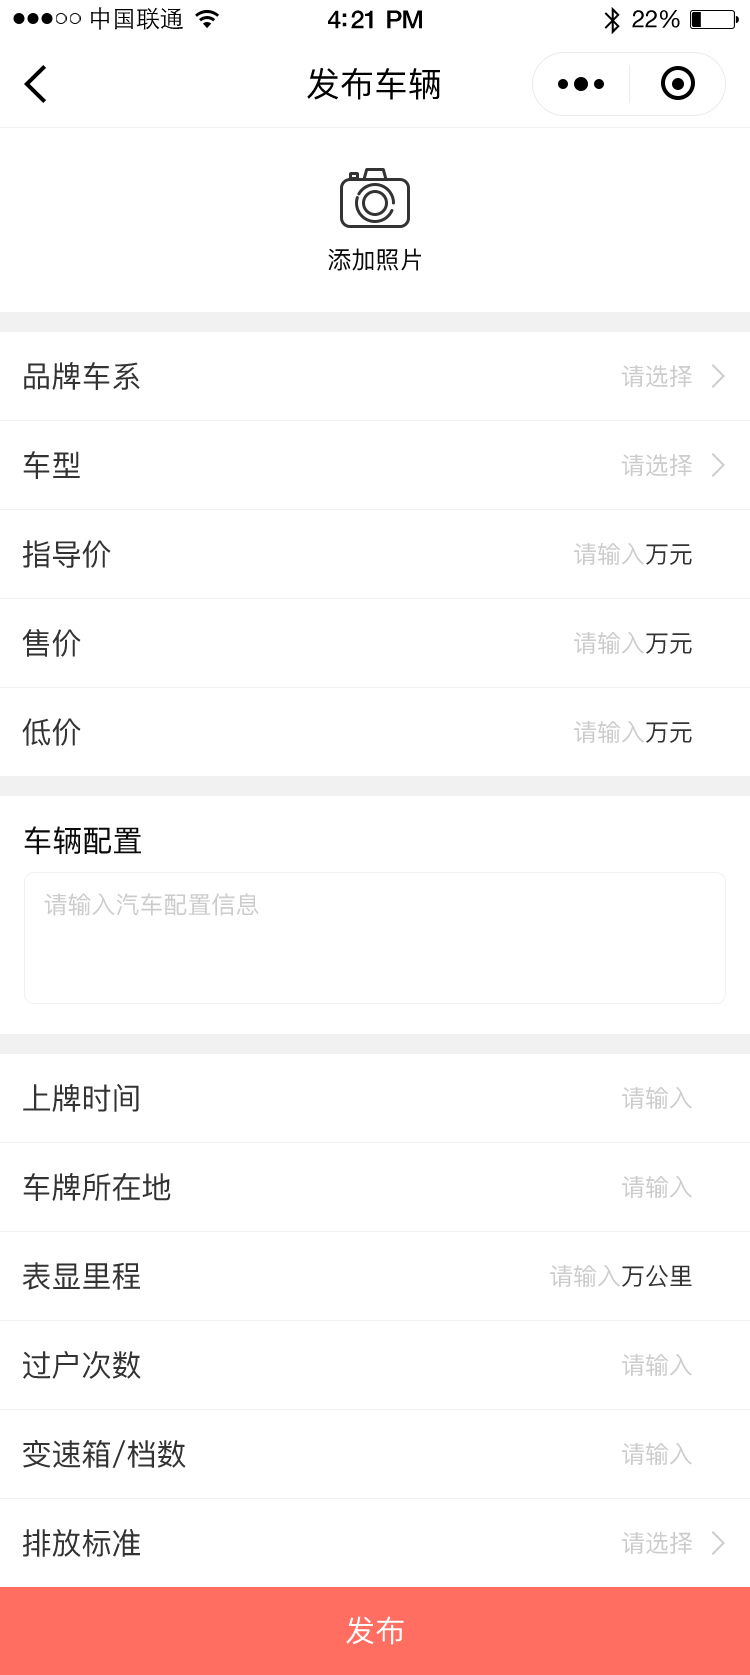 中国联通 4:21 PM 22%
发布车辆
添加照片
品牌车系 请选择
车型 请选择
指导价 请输入万元
售价 请输入万元
低价 请输入万元
车辆配置
请输入汽车配置信息
上牌时间 请输入
车牌所在地 请输入
表显里程 请输入万公里
过户次数 请输入
变速箱/档数 请输入
排放标准 请选择
发布